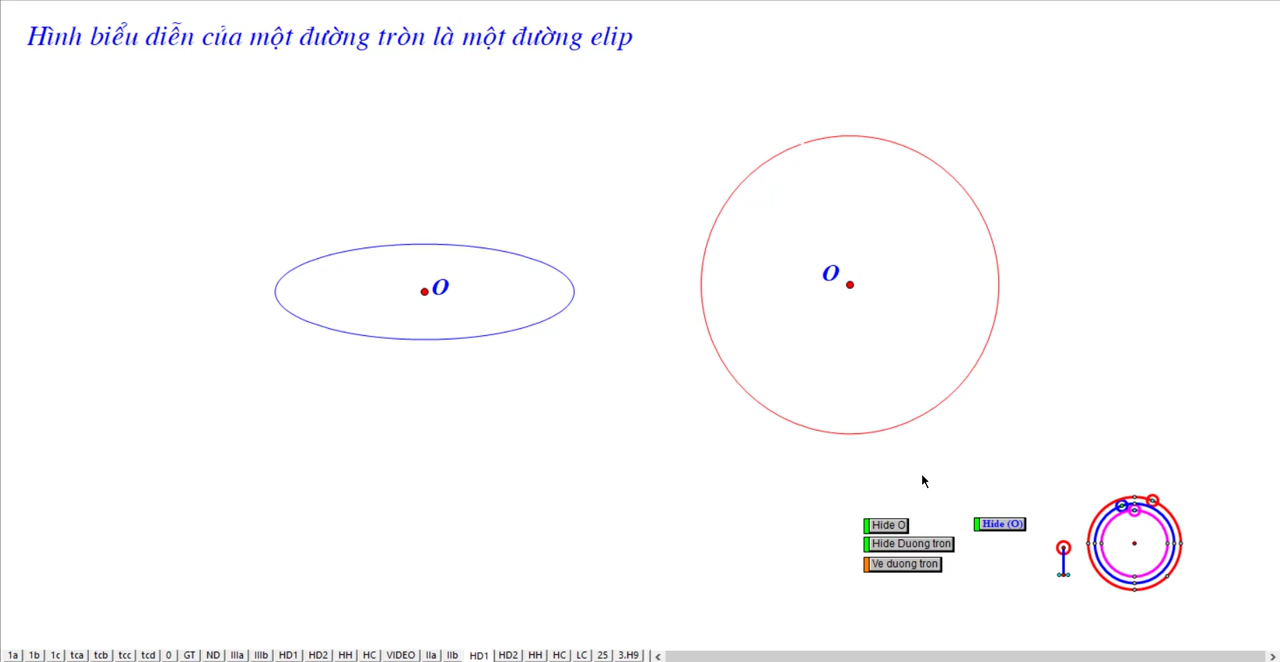 Hình biểu diễn của một đường tròn là một đường elip
O
O
Hide O
Hide (O)
Hide Duong tron
Ve duong tron
1a 1b 1c tca tcb tcc tcd 0 GT ND IIIa IIIb HD1 HD2 HH HC VIDEO IIa IIb HD1 HD2 HH HC LC 25 3.H9